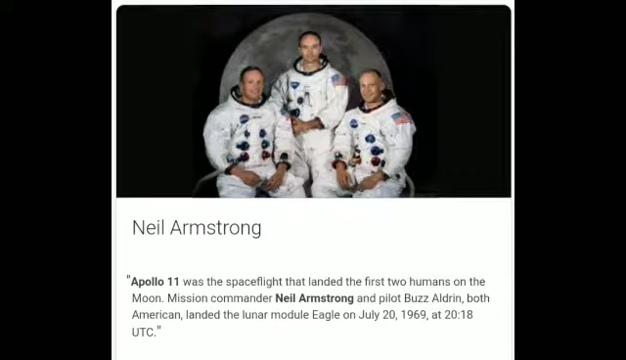 Neil Armstrong
"Apollo 11 was the spaceflight that landed the first two humans on the
Moon. Mission commander Neil Armstrong and pilot Buzz Aldrin, both
American, landed the lunar module Eagle on July 20, 1969, at 20:18
UTC."